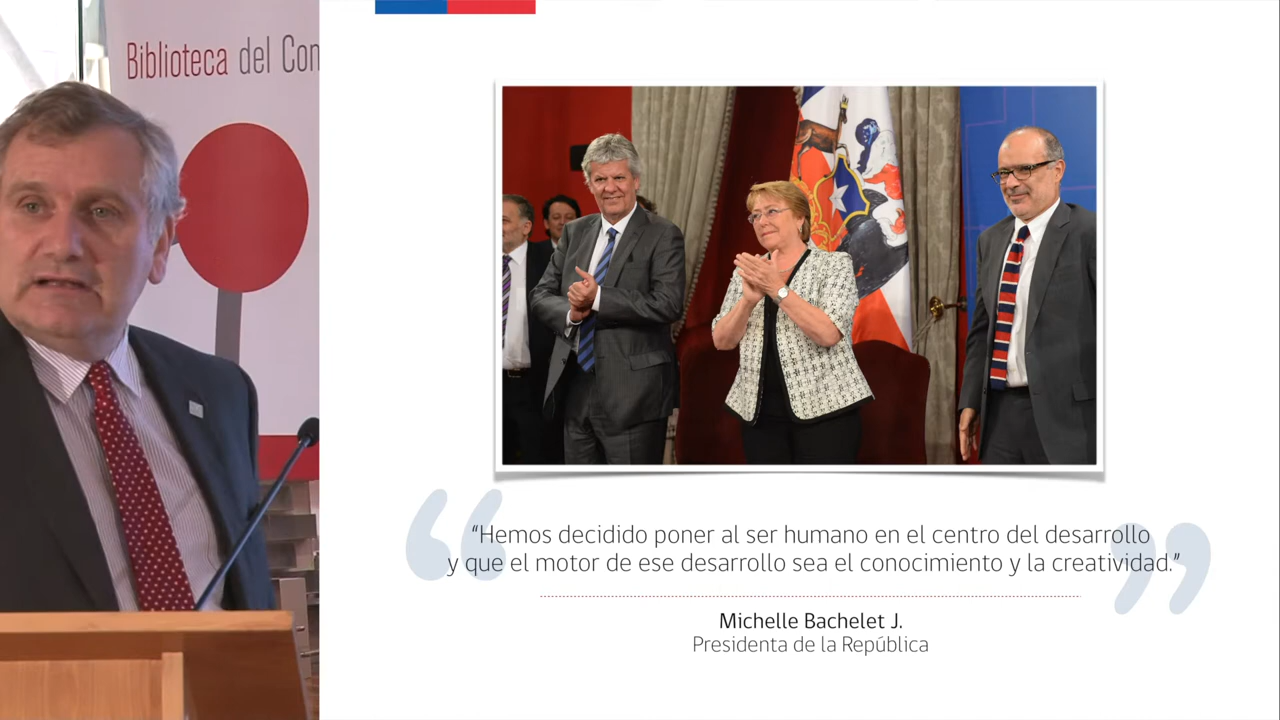 Biblioteca del Con
“Hemos decidido poner al ser humano en el centro del desarrollo
y que el motor de ese desarrollo sea el conocimiento y la creatividad.”
Michelle Bachelet J.
Presidenta de la República